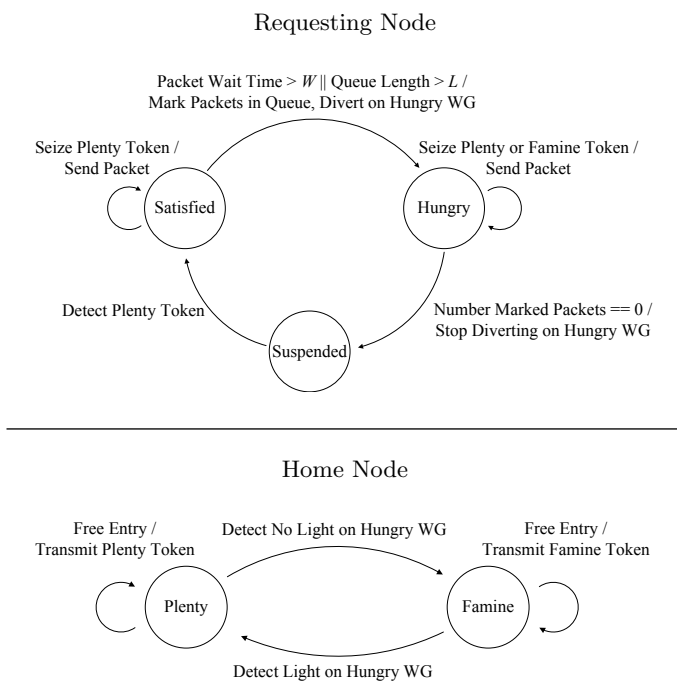 Requesting Node
Packet Wait Time > W || Queue Length > L /
Mark Packets in Queue, Divert on Hungry WG
Seize Plenty Token /
Send Packet
Seize Plenty or Famine Token /
Send Packet
Satisfied
Hungry
Detect Plenty Token
Number Marked Packets == 0 /
Stop Diverting on Hungry WG
Suspended
Home Node
Free Entry /
Transmit Plenty Token
Detect No Light on Hungry WG
Free Entry /
Transmit Famine Token
Plenty
Famine
Detect Light on Hungry WG